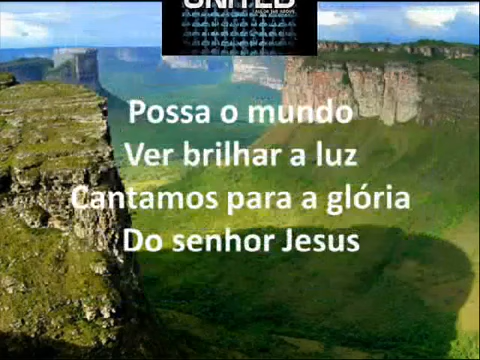 UNITED
Possa o mundo
Ver brilhar a luz
Cantamos para a glória
Do senhor Jesus